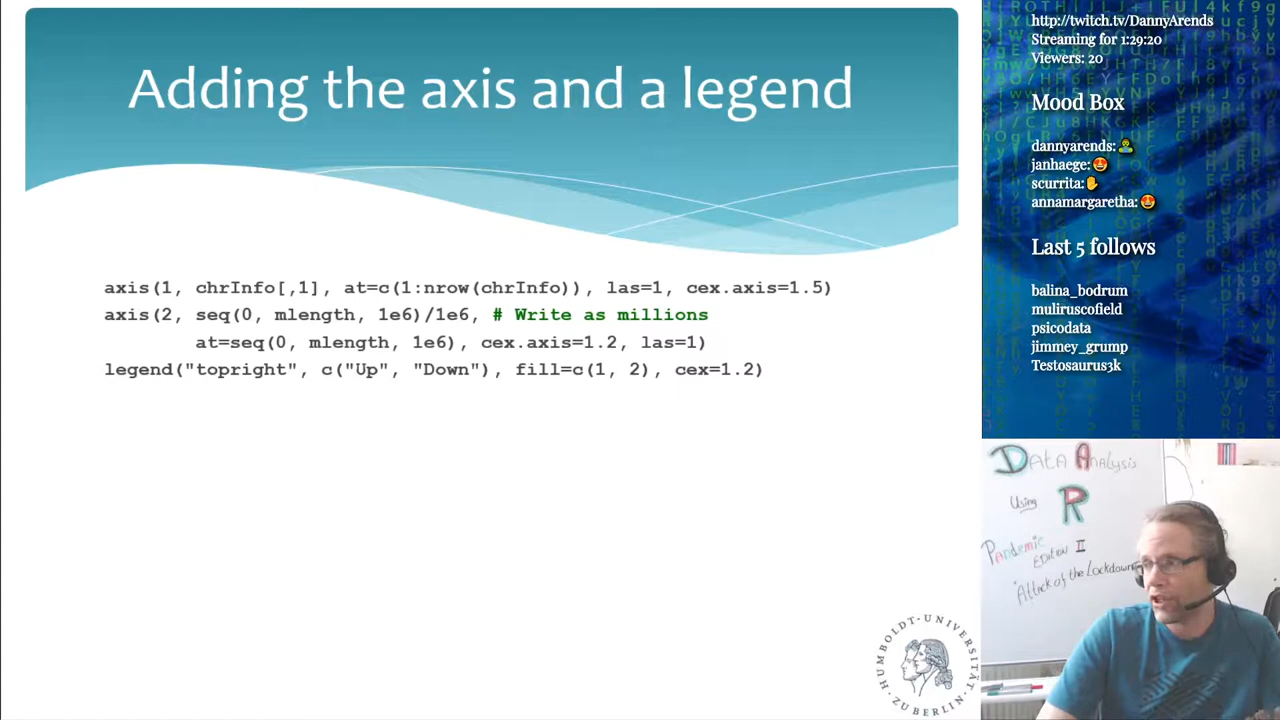 Adding the axis and a legend
axis(1, chrInfo[,1], at=c(1:nrow(chrInfo)), las=1, cex.axis=1.5)
axis(2, seq(0, mlength, 1e6)/1e6, # Write as millions
at=seq(0, mlength, 1e6), cex.axis=1.2, las=1)
legend("topright", c("Up", "Down"), fill=c(1, 2), cex=1.2)
HUMBOLDT-UNIVERSITÄT
ZU BERLIN
http://twitch.tv/DannyArends
Streaming for 1:29:20
Viewers: 20
Mood Box
dannyarends:
janhaege:
scurrita:
annamargaretha:
Last 5 follows
balina_bodrum
muliruscofield
psicodata
jimmey_grump
Testosaurus3k
Data Analysis
Using R
Pandemic
Edition II
"Attack of the Lockdown